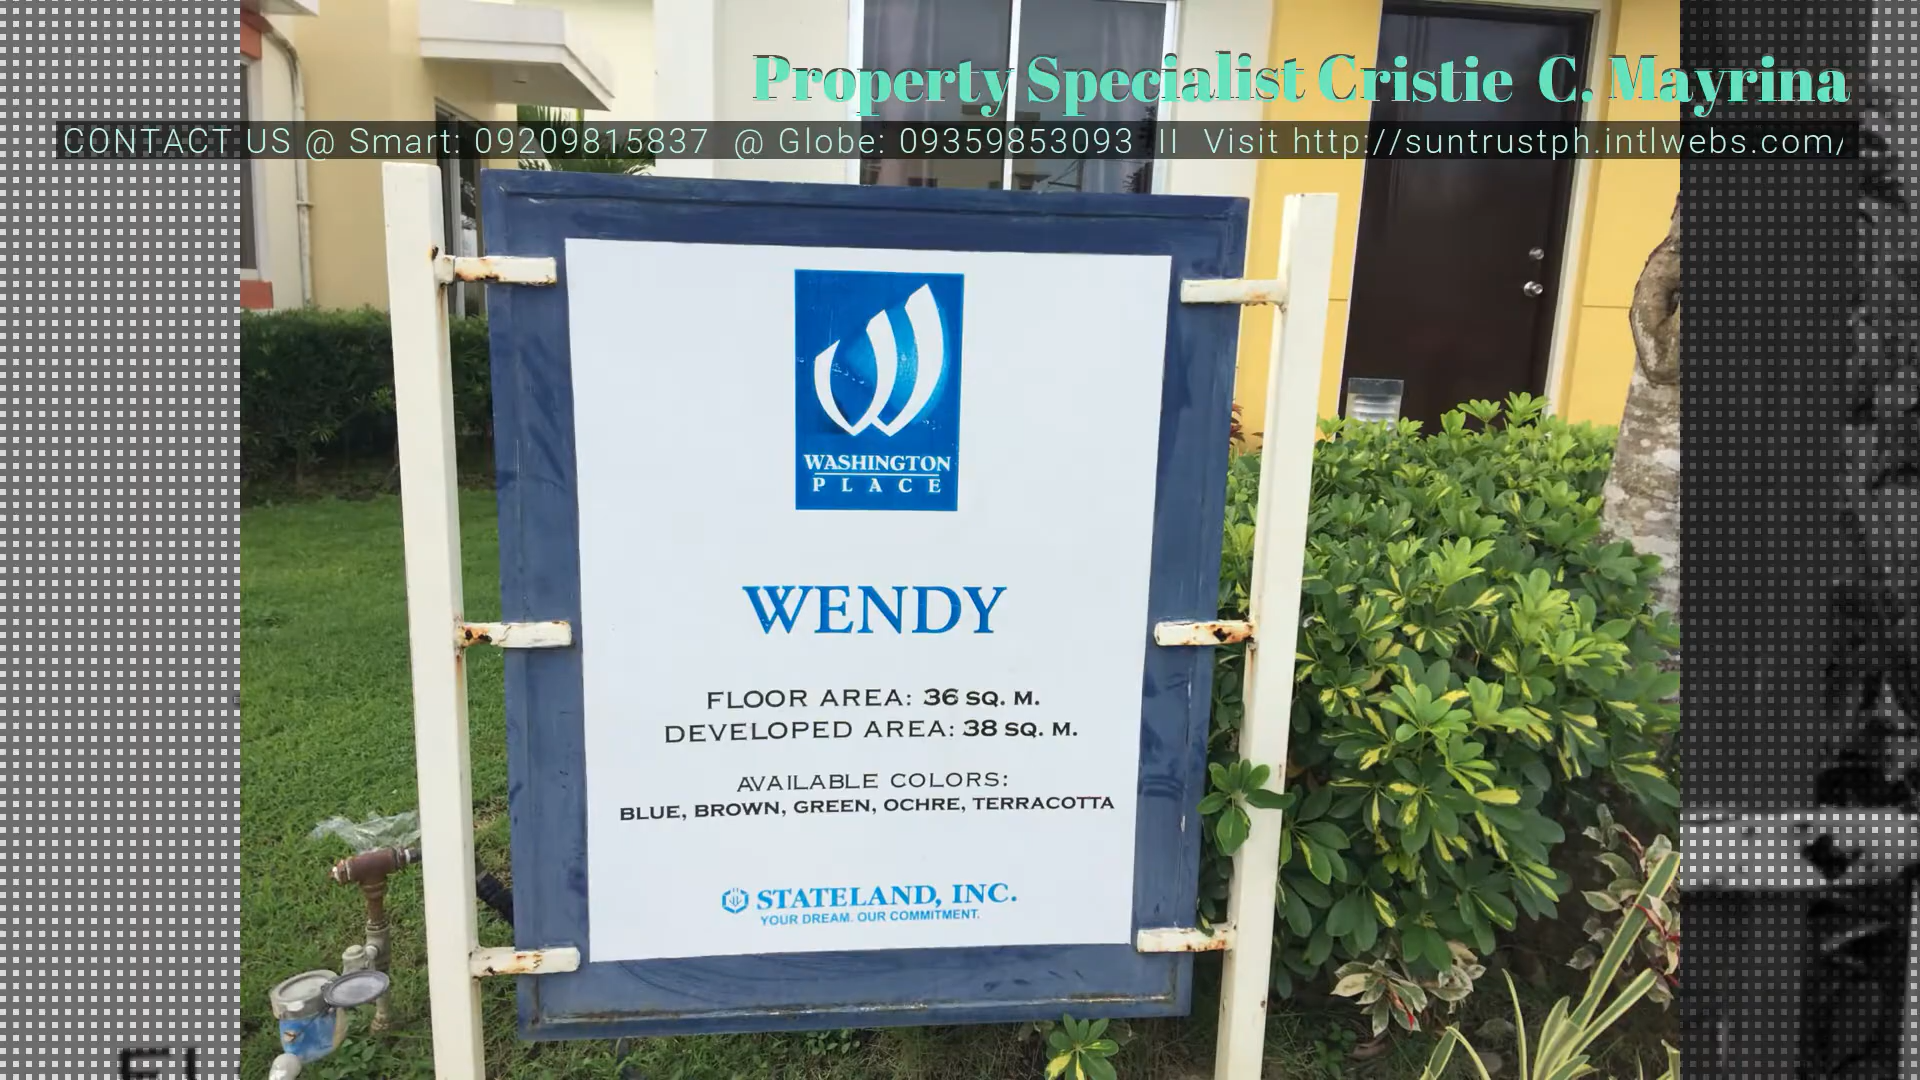 Property Specialist Cristie C. Mayrina
CONTACT US @ Smart: 09209815837 @ Globe: 09359853093 II Visit http://suntrustph.intlwebs.com/
WASHINGTON
PLACE
WENDY
FLOOR AREA: 36 SQ. M.
DEVELOPED AREA: 38 SQ. M.
AVAILABLE COLORS:
BLUE, BROWN, GREEN, OCHRE, TERRACOTTA
STATELAND, INC.
YOUR DREAM. OUR COMMITMENT.